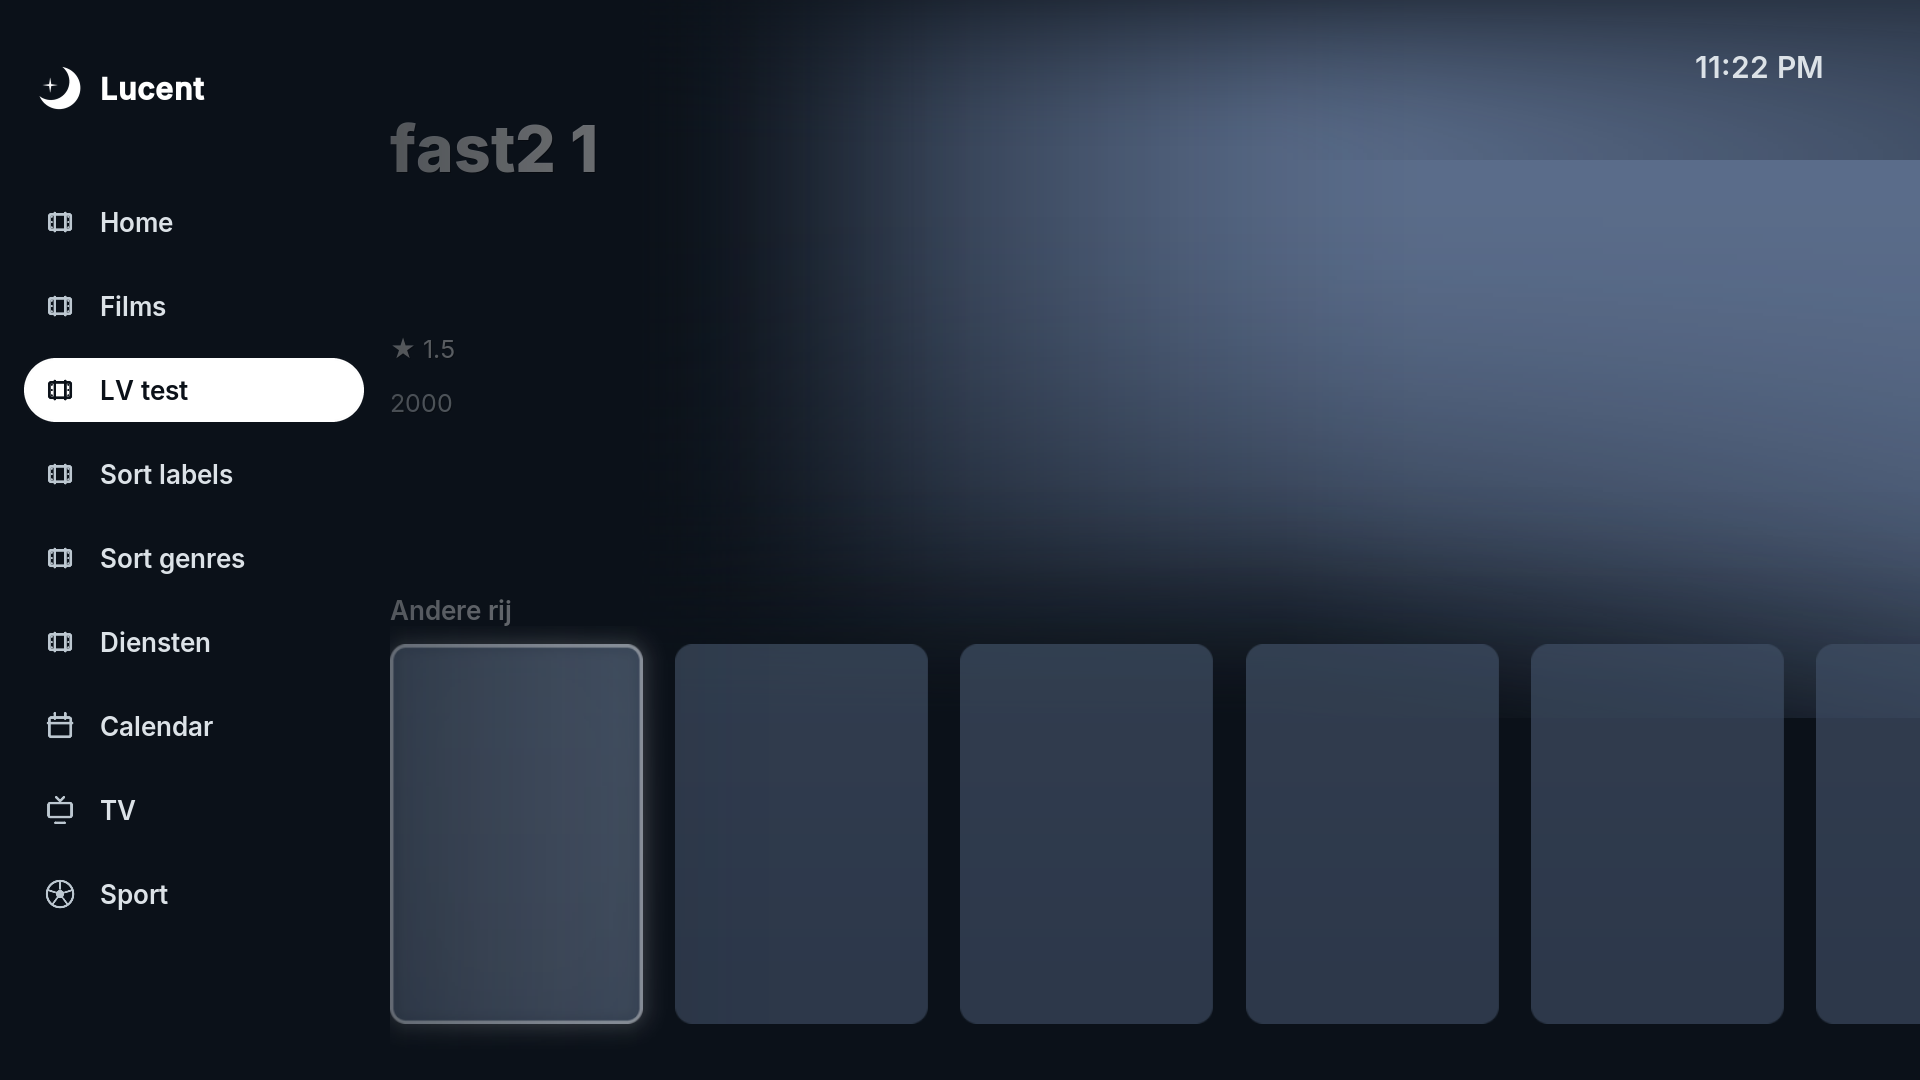 Lucent
11:22 PM
fast2 1
Home
Films
★ 1.5
LV test
2000
Sort labels
Sort genres
Andere rij
Diensten
Calendar
TV
Sport